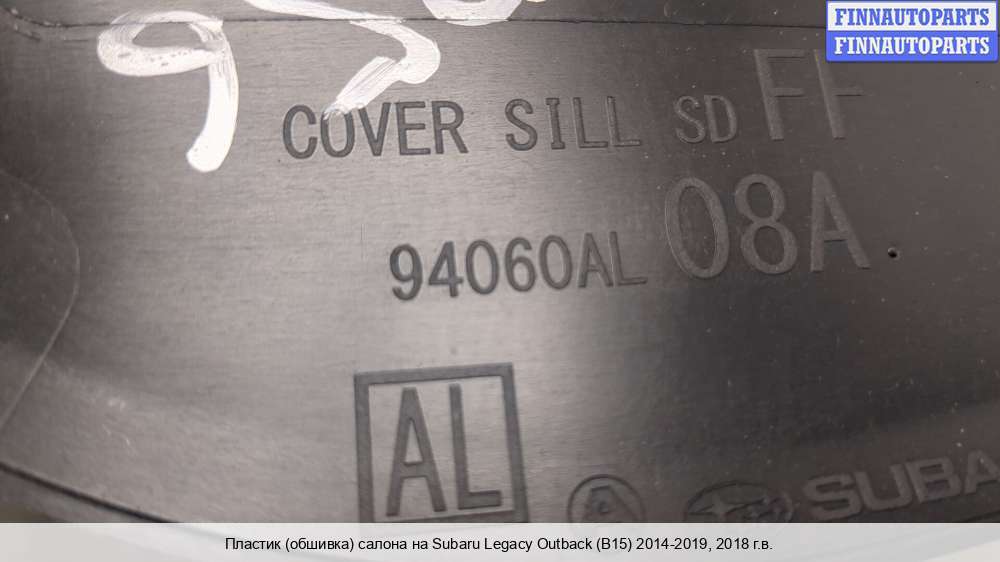 FINNAUTOPARTS
FINNAUTOPARTS
COVER SILL SD FF
94060AL 08A
AL
A
Пластик (обшивка) салона на Subaru Legacy Outback (B15) 2014-2019, 2018 г.в.